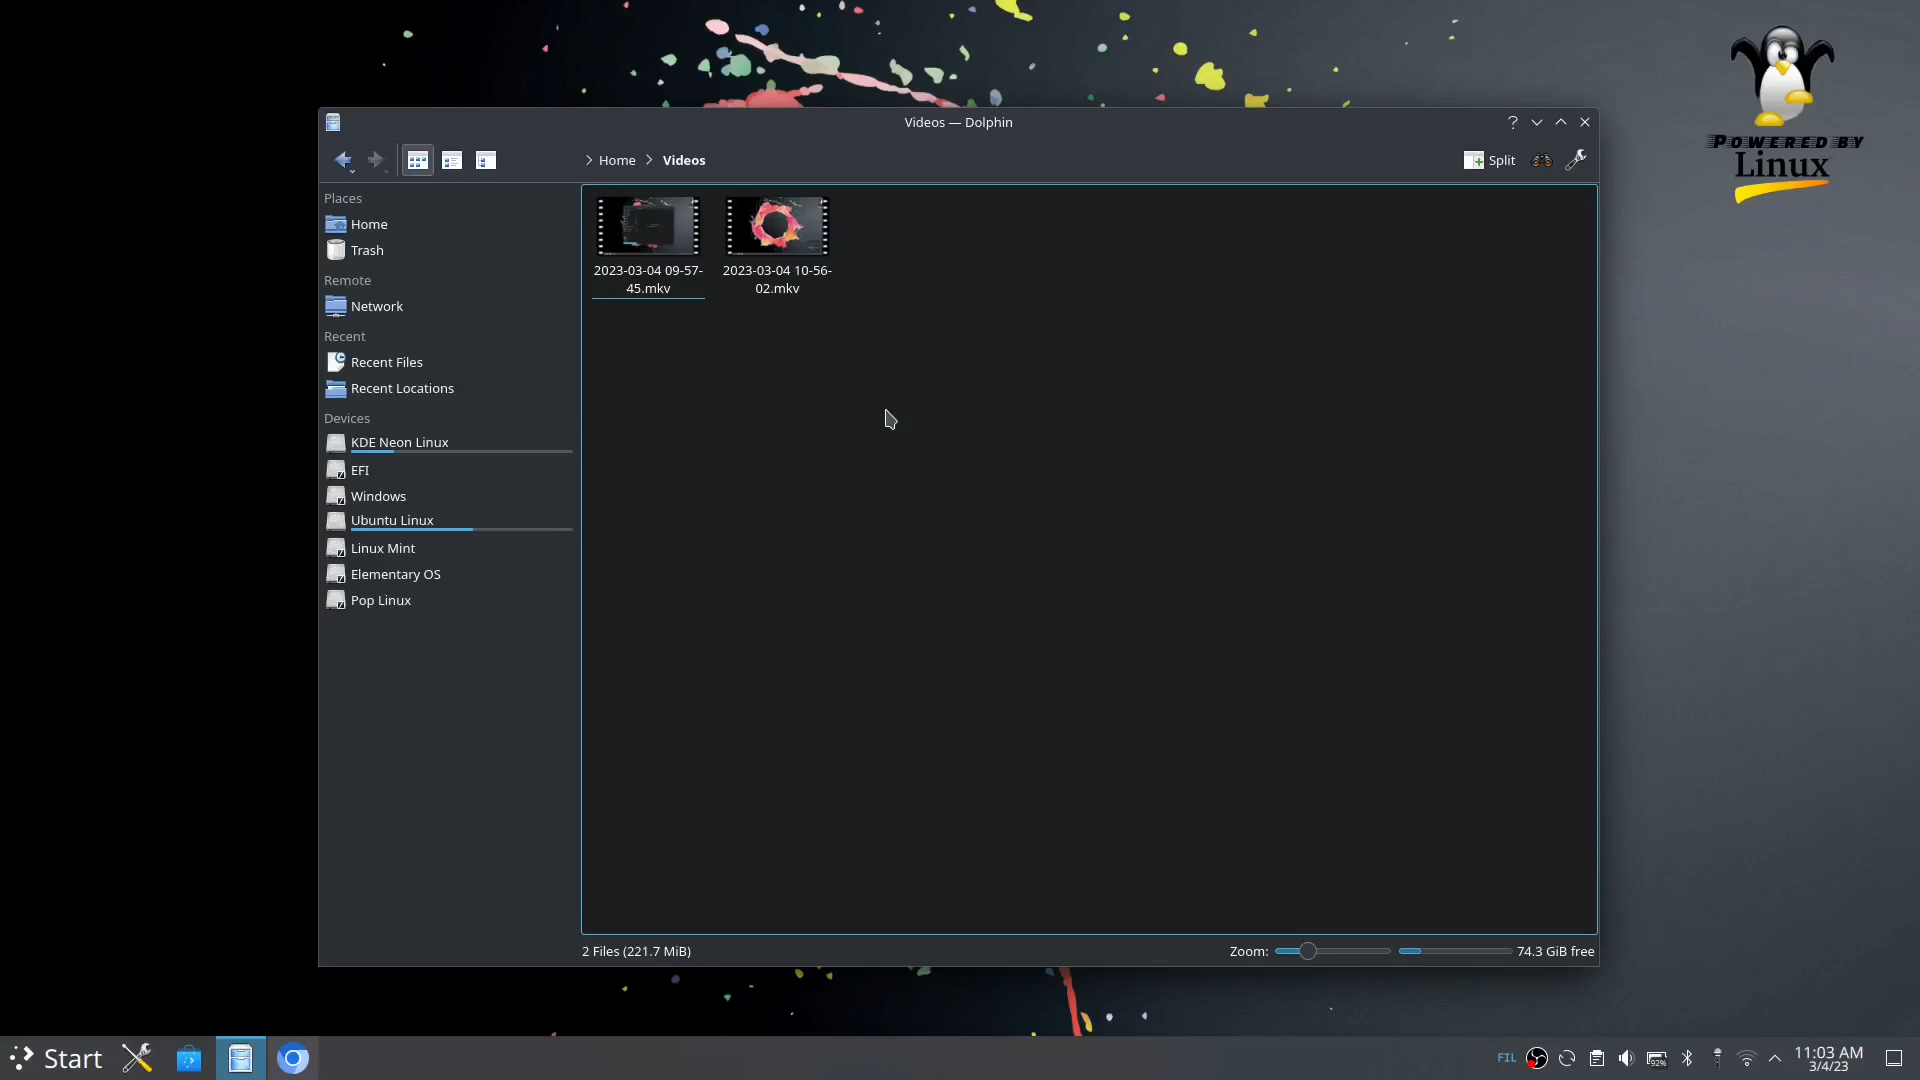 Videos — Dolphin
Home
Videos
Split
POWERED BY
Linux
Places
Home
Trash
Remote
Network
Recent
Recent Files
Recent Locations
Devices
KDE Neon Linux
EFI
Windows
Ubuntu Linux
Linux Mint
Elementary OS
Pop Linux
2023-03-04 09-57-
45.mkv
2023-03-04 10-56-
02.mkv
2 Files (221.7 MiB)
Zoom:
74.3 GiB free
Start
FIL
92%
11:03 AM
3/4/23